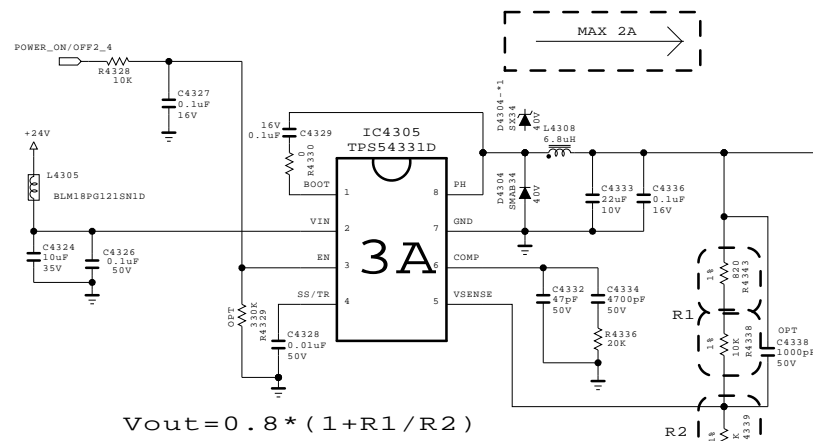 MAX 2A
POWER_ON/OFF2_4
R4328
10K
C4327
0.1uF
16V
+24V
L4305
BLM18PG121SN1D
C4324
10uF
35V
C4326
0.1uF
50V
16V
0.1uF
C4329
0
R4330
IC4305
TPS54331D
3A
BOOT
1
VIN
2
EN
3
SS/TR
4
8
PH
7
GND
6
COMP
5
VSENSE
OPT
330K
R4329
C4328
0.01uF
50V
D4304-*1
SX34
40V
D4304
SMAB34
40V
L4308
6.8uH
C4333
22uF
10V
C4336
0.1uF
16V
C4332
47pF
50V
C4334
4700pF
50V
R4336
20K
R1
1%
820
R4343
1%
10K
R4338
OPT
C4338
1000pF
50V
R2
1%
Vout=0.8*(1+R1/R2)